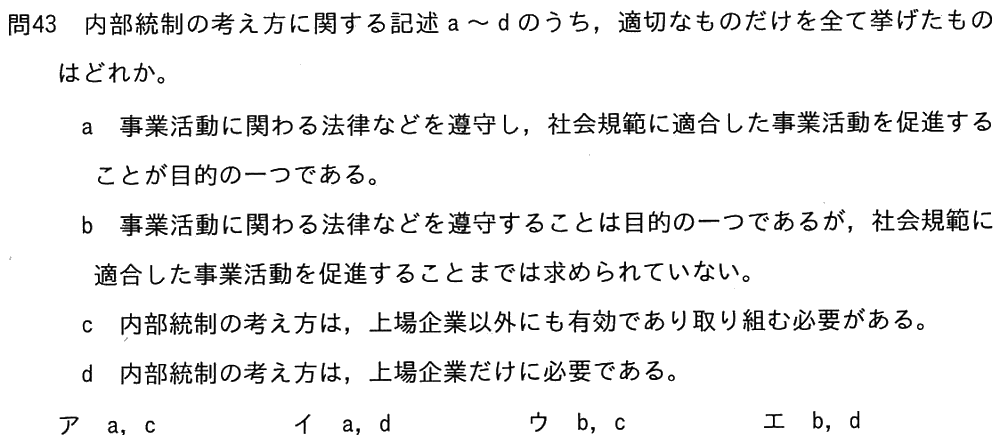 問43　内部統制の考え方に関する記述 a ～ d のうち，適切なものだけを全て挙げたもの
はどれか。
a　事業活動に関わる法律などを遵守し，社会規範に適合した事業活動を促進する
ことが目的の一つである。
b　事業活動に関わる法律などを遵守することは目的の一つであるが，社会規範に
適合した事業活動を促進することまでは求められていない。
c　内部統制の考え方は，上場企業以外にも有効であり取り組む必要がある。
d　内部統制の考え方は，上場企業だけに必要である。
ア　a，c　イ　a，d　ウ　b，c　エ　b，d